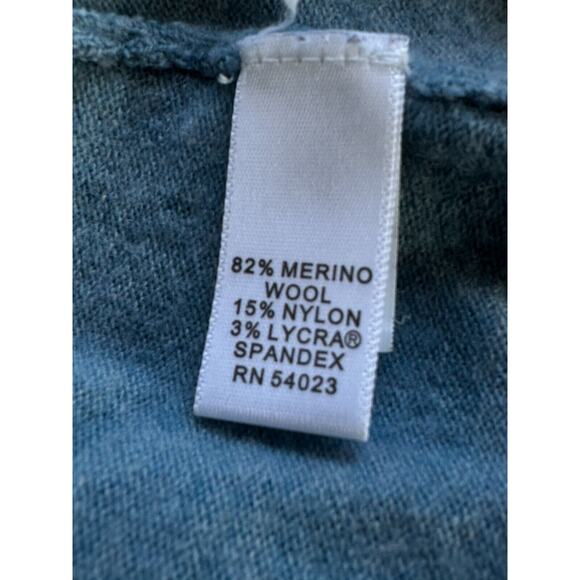 82% MERINO
WOOL
15% NYLON
3% LYCRA®
SPANDEX
RN 54023